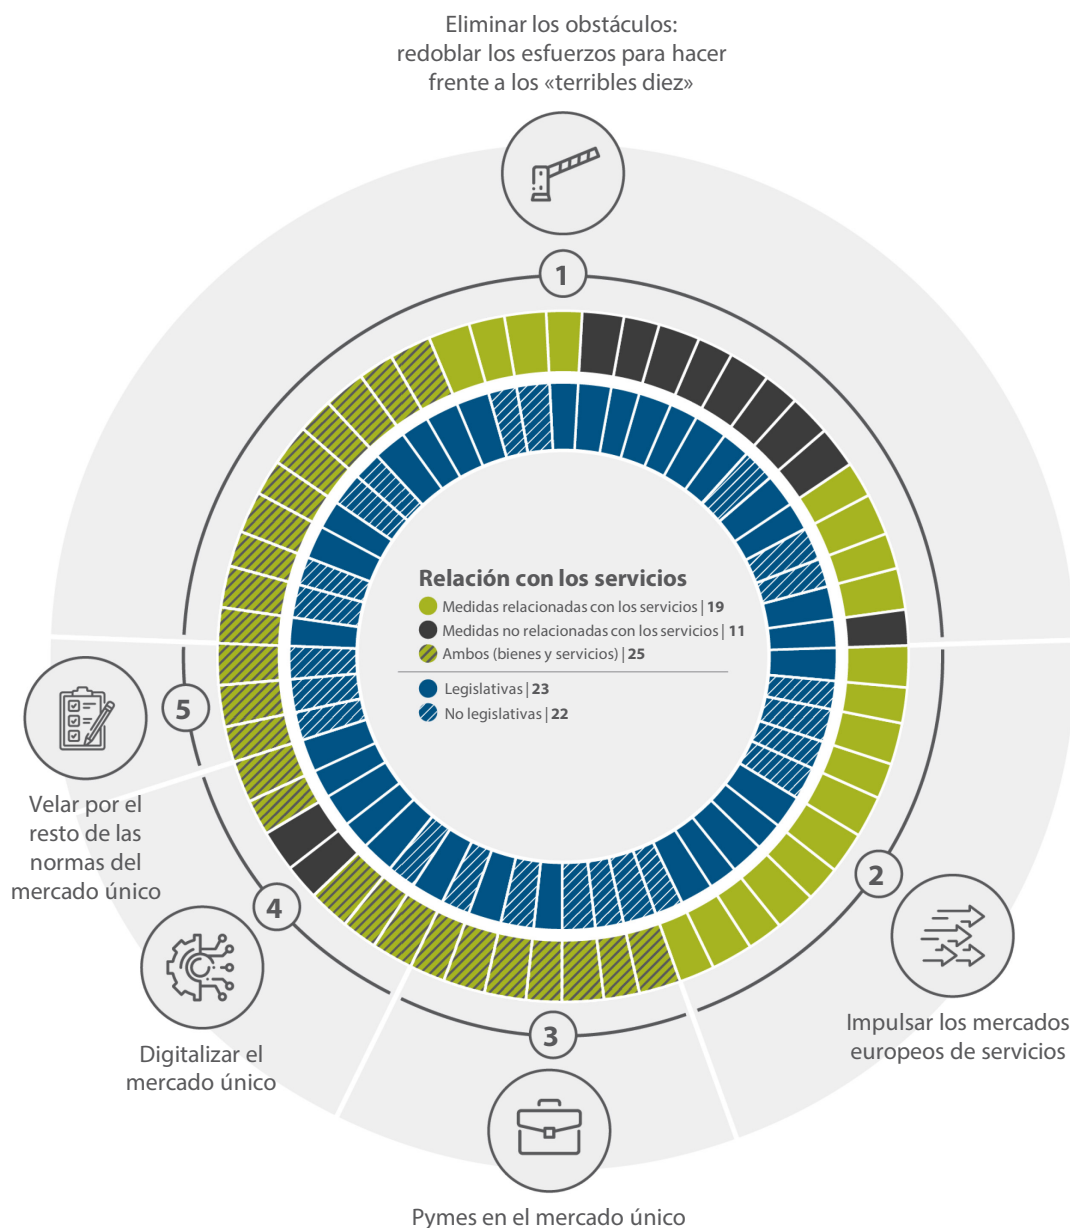 Eliminar los obstáculos:
redoblar los esfuerzos para hacer
frente a los «terribles diez»
1
Relación con los servicios
Medidas relacionadas con los servicios | 19
Medidas no relacionadas con los servicios | 11
Ambos (bienes y servicios) | 25
Legislativas | 23
No legislativas | 22
5
Velar por el
resto de las
normas del
mercado único
2
Impulsar los mercados
europeos de servicios
4
Digitalizar el
mercado único
3
Pymes en el mercado único